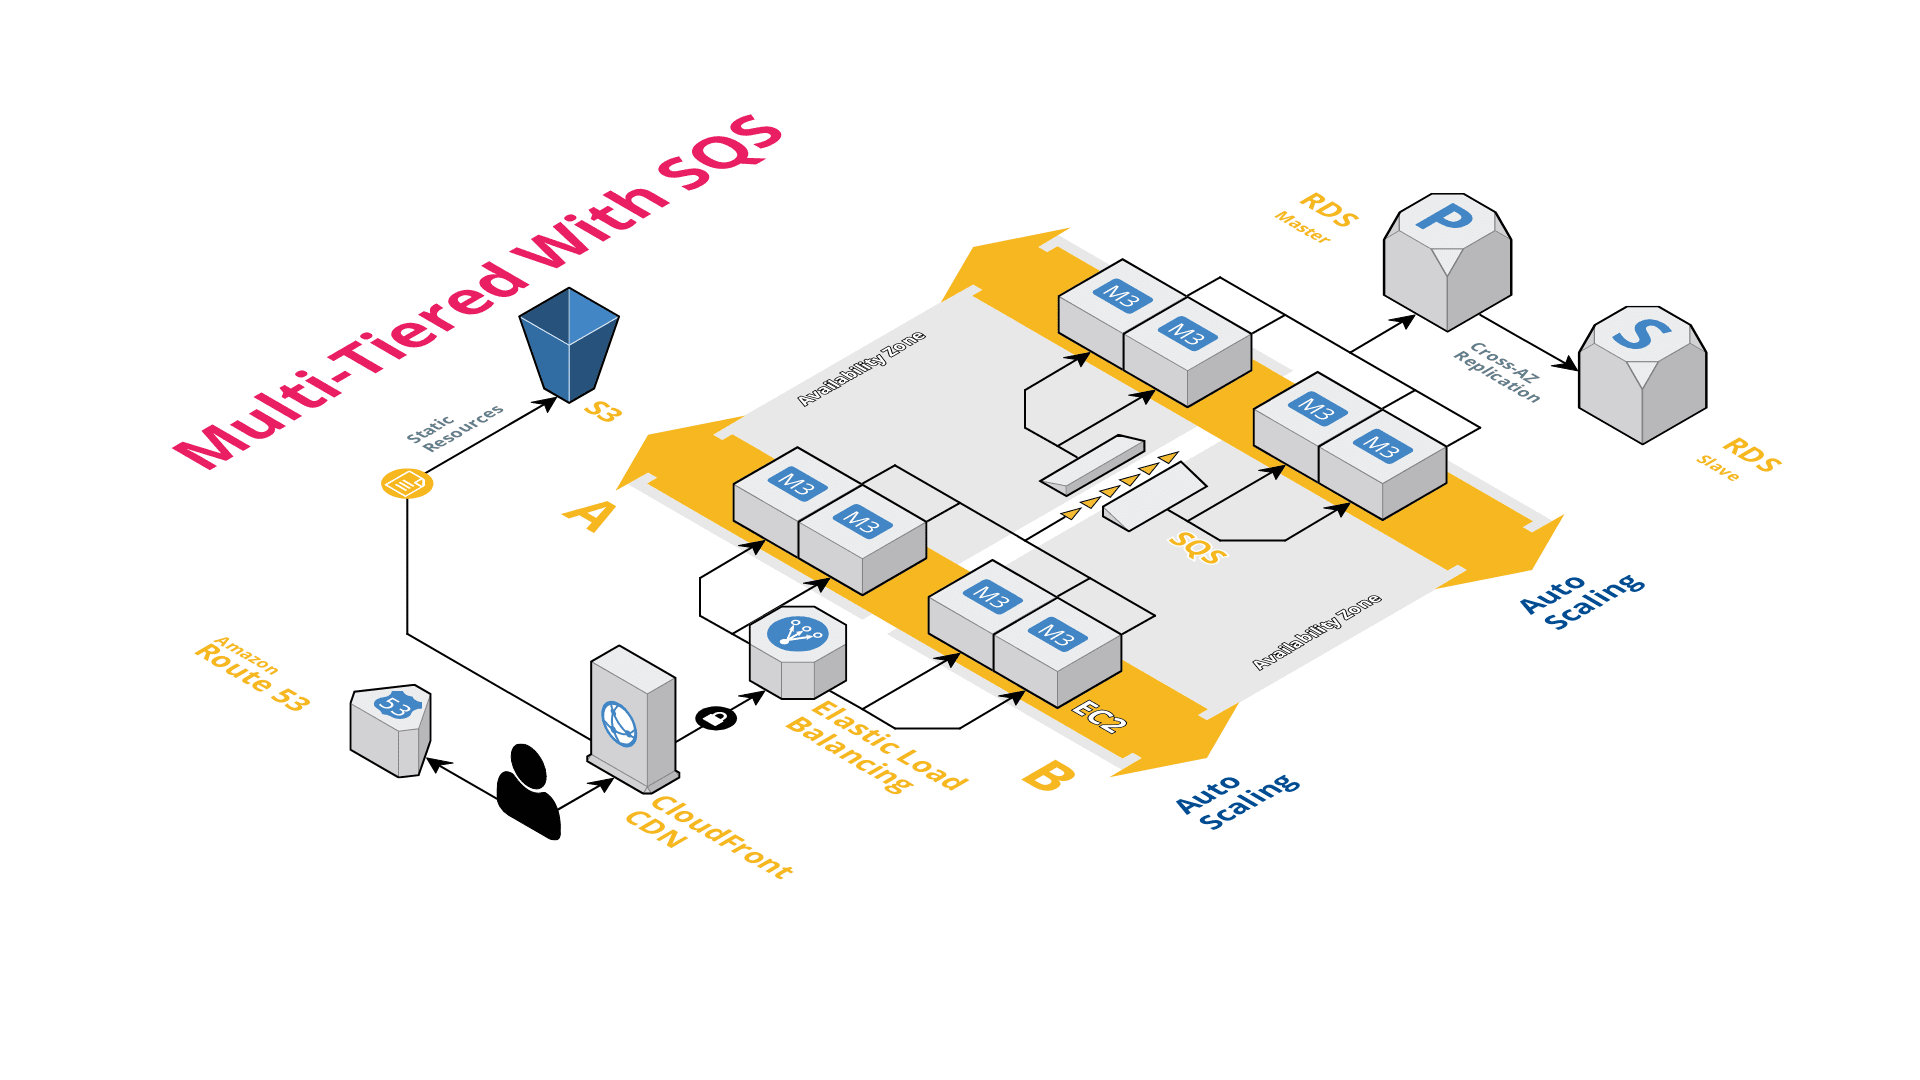 Multi-Tiered With SQS
S3
Static
Resources
Amazon
Route 53
53
CloudFront
CDN
Elastic Load
Balancing
A
B
Availability Zone
Availability Zone
M3
M3
M3
M3
EC2
Auto
Scaling
SQS
M3
M3
M3
M3
Auto
Scaling
RDS
Master
P
Cross-AZ
Replication
S
RDS
Slave